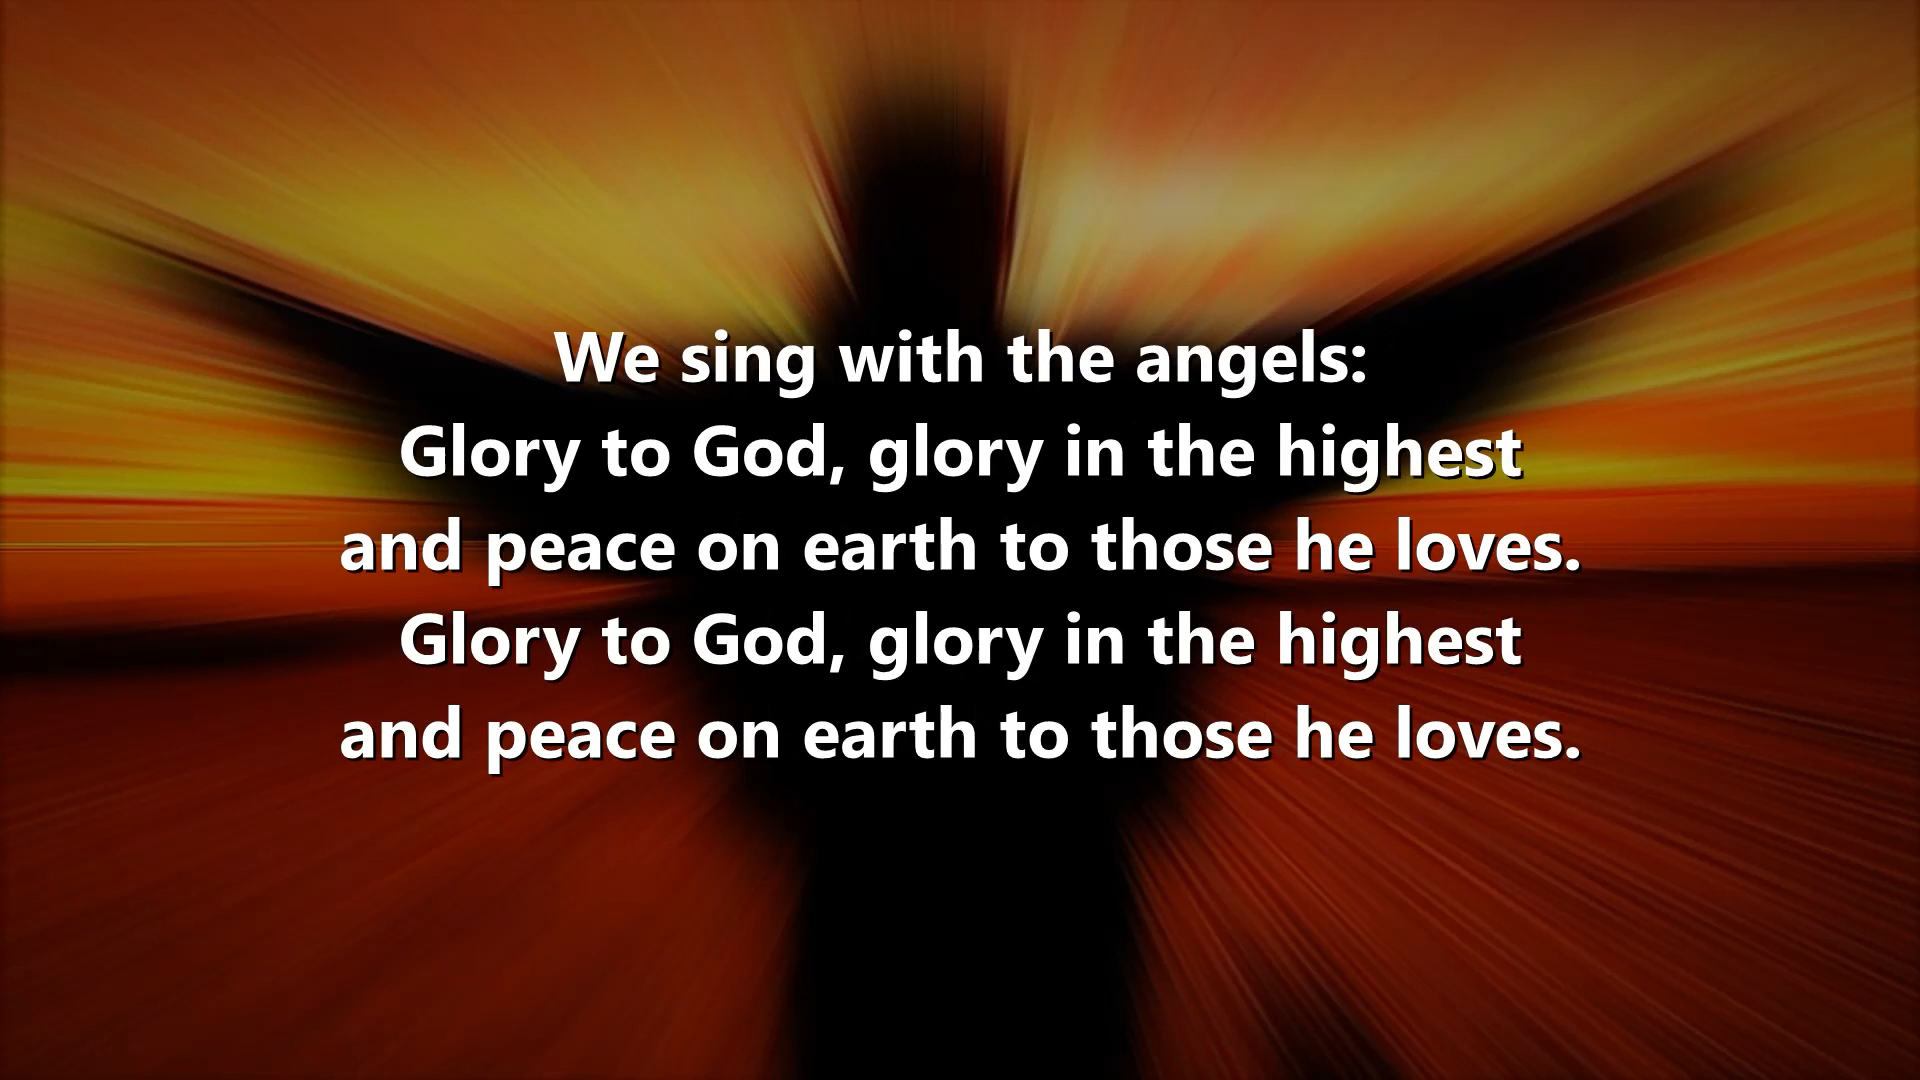 We sing with the angels:
Glory to God, glory in the highest
and peace on earth to those he loves.
Glory to God, glory in the highest
and peace on earth to those he loves.